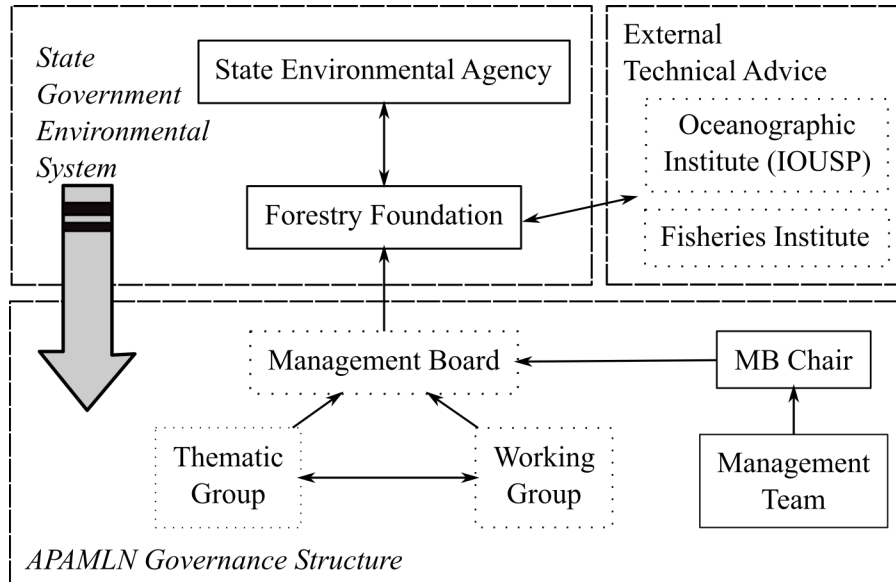 State
Government
Environmental
System
State Environmental Agency
Forestry Foundation
External
Technical Advice
Oceanographic
Institute (IOUSP)
Fisheries Institute
Management Board
MB Chair
Thematic
Group
Working
Group
Management
Team
APAMLN Governance Structure